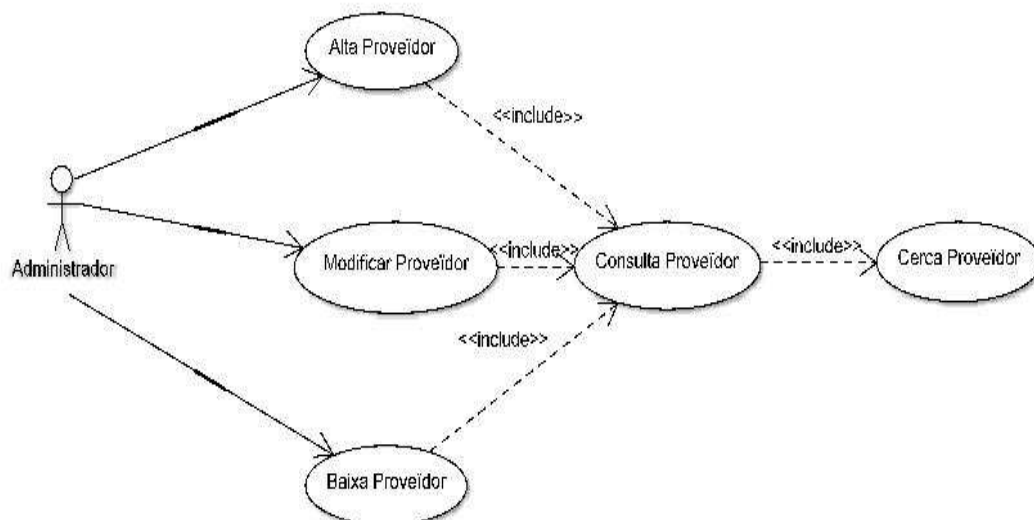 Alta Proveïdor
<<include>>
Administrador
Modificar Proveïdor
<<include>>
Consulta Proveïdor
<<include>>
Cerca Proveïdor
<<include>>
Baixa Proveïdor